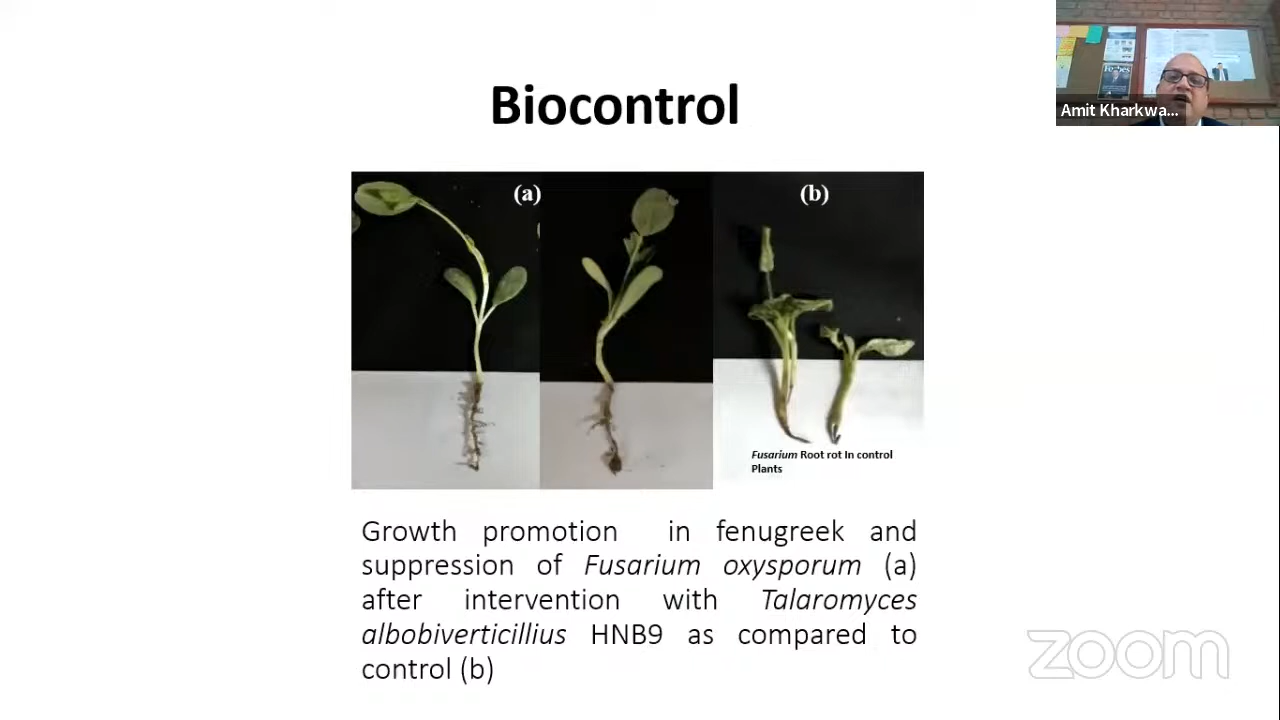 Biocontrol
Amit Kharkwa...
(a)
(b)
Fusarium Root rot In control
Plants
Growth promotion in fenugreek and
suppression of Fusarium oxysporum (a)
after intervention with Talaromyces
albobiverticillius HNB9 as compared to
control (b)
zoom